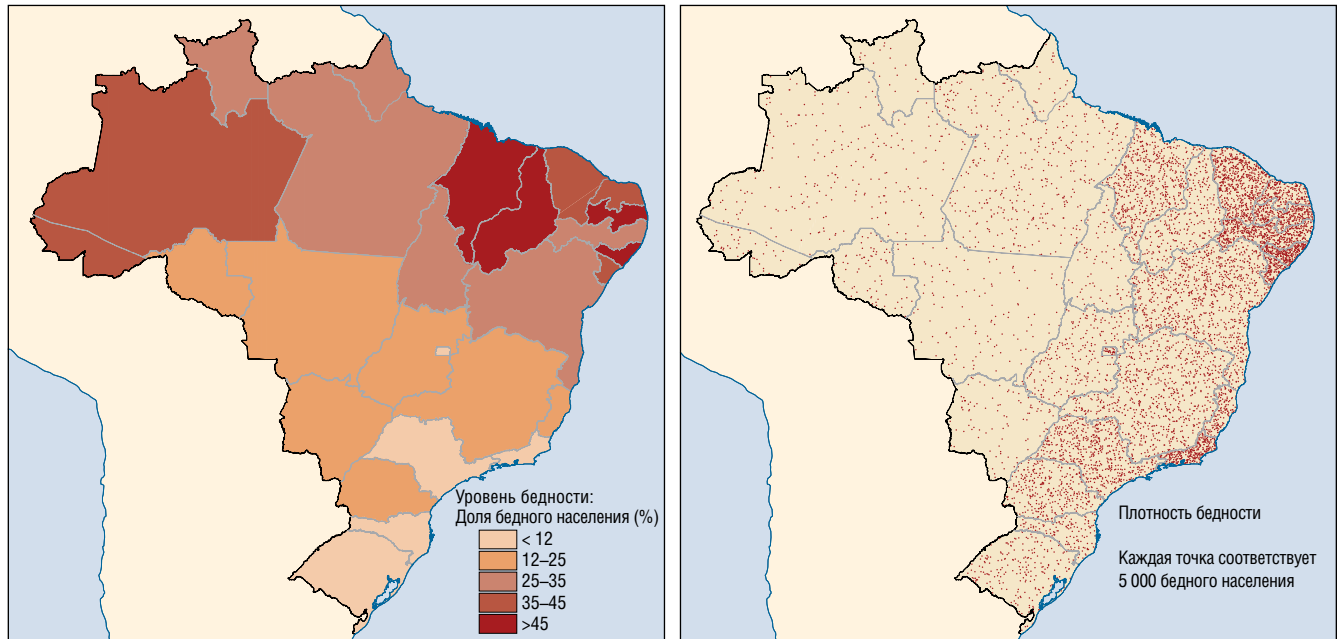 Уровень бедности:
Доля бедного населения (%)
< 12
12–25
25–35
35–45
>45
Плотность бедности
Каждая точка соответствует
5 000 бедного населения